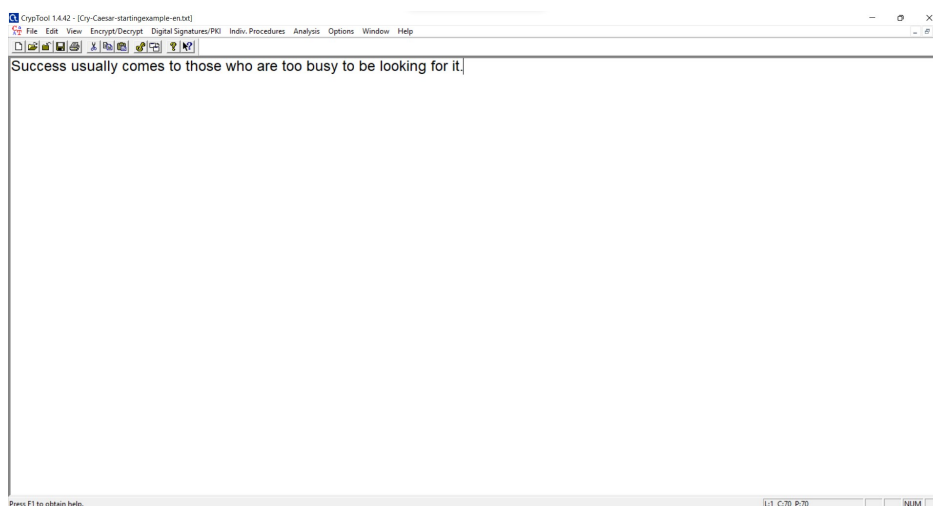 CrypTool 1.4.42 - [Cry-Caesar-startingexample-en.txt]
File Edit View Encrypt/Decrypt Digital Signatures/PKI Indiv. Procedures Analysis Options Window Help
Success usually comes to those who are too busy to be looking for it.
Press F1 to obtain help. L:1 C:70 P:70 NUM